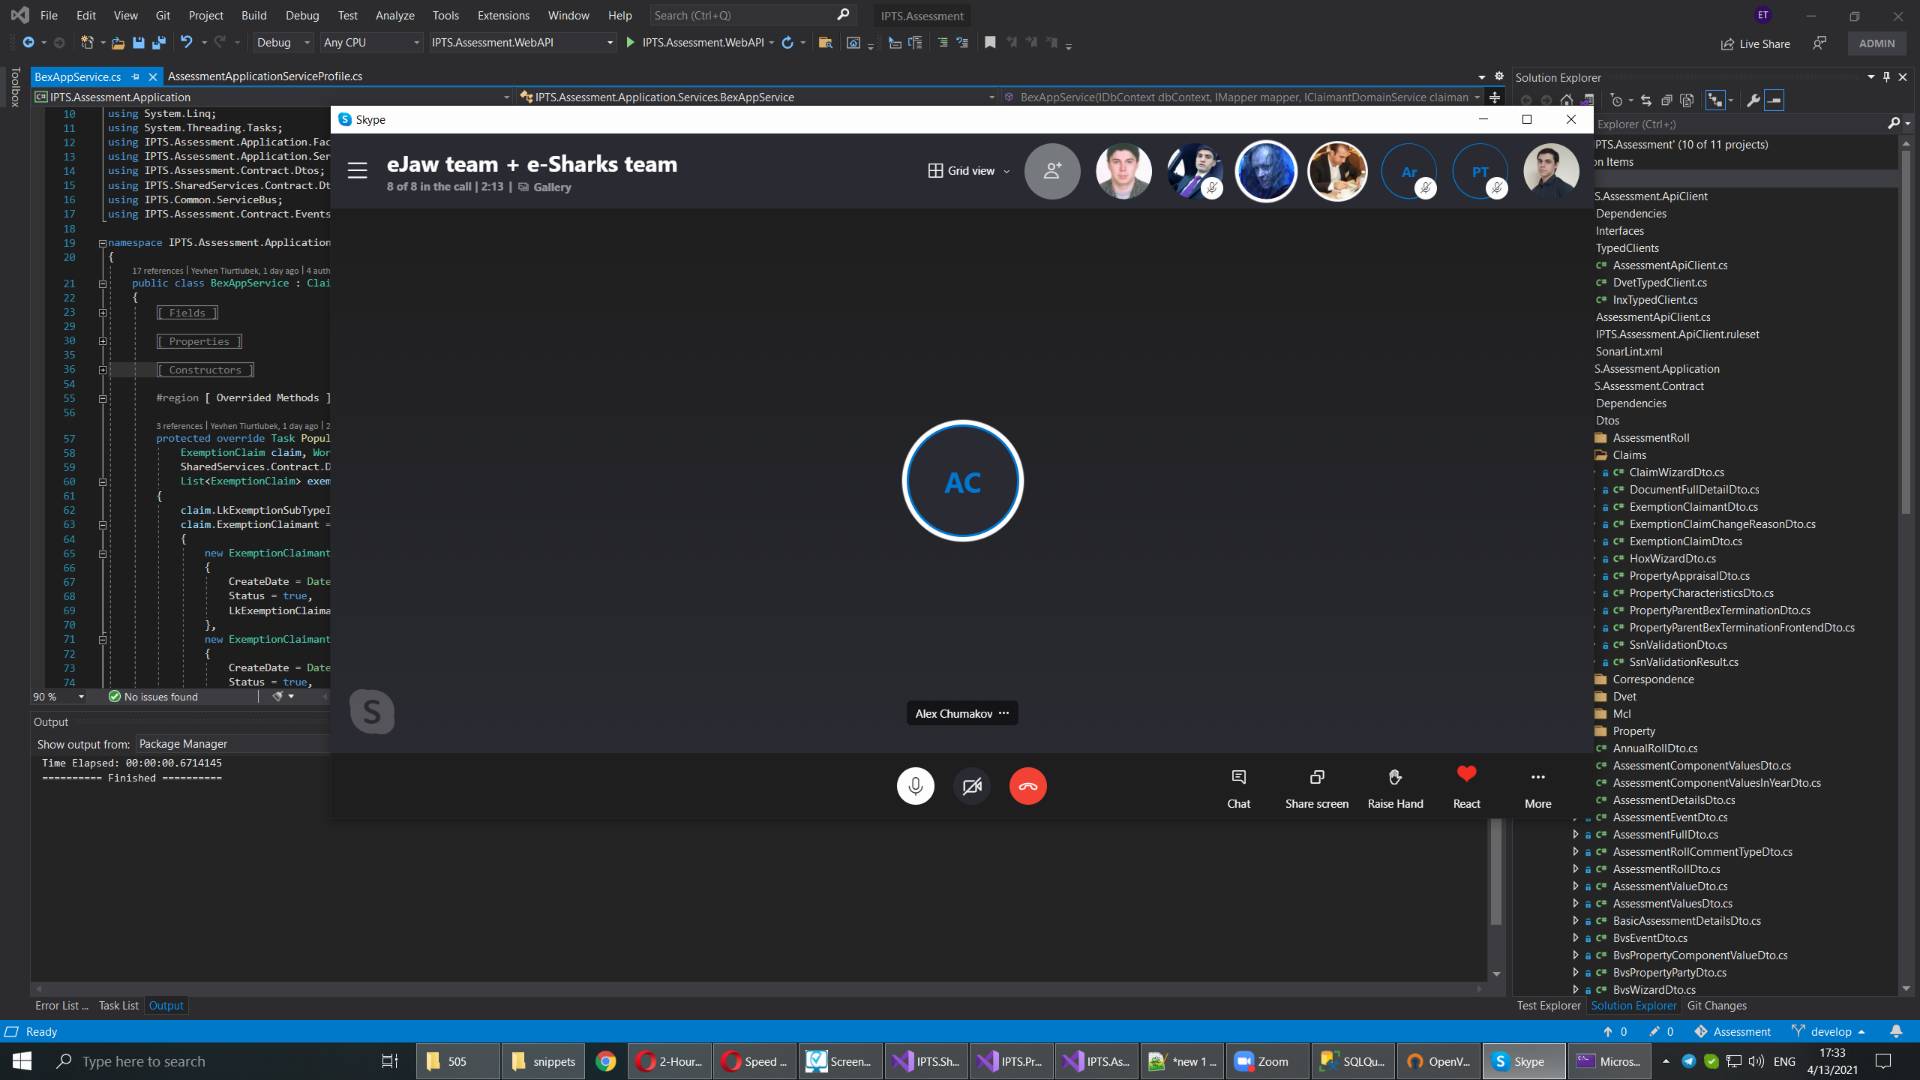 File Edit View Git Project Build Debug Test Analyze Tools Extensions Window Help Search (Ctrl+Q) IPTS.Assessment ET
Debug Any CPU IPTS.Assessment.WebAPI IPTS.Assessment.WebAPI Live Share ADMIN
Toolbox
BexAppService.cs AssessmentApplicationServiceProfile.cs
IPTS.Assessment.Application IPTS.Assessment.Application.Services.BexAppService BexAppService(IDbContext dbContext, IMapper mapper, IClaimantDomainService claiman
10 using System.Linq;
11 using System.Threading.Tasks;
12 using IPTS.Assessment.Application.Fac
13 using IPTS.Assessment.Application.Ser
14 using IPTS.Assessment.Contract.Dtos;
15 using IPTS.SharedServices.Contract.Dt
16 using IPTS.Common.ServiceBus;
17 using IPTS.Assessment.Contract.Events
18
19 namespace IPTS.Assessment.Application
20 {
17 references | Yevhen Tiurtiubek, 1 day ago | 4 auth
21 public class BexAppService : Clai
22 {
23 [ Fields ]
29
30 [ Properties ]
35
36 [ Constructors ]
54
55 #region [ Overrided Methods ]
56
3 references | Yevhen Tiurtiubek, 1 day ago | 2
57 protected override Task Popul
58 ExemptionClaim claim, Wor
59 SharedServices.Contract.D
60 List<ExemptionClaim> exem
61 {
62 claim.LkExemptionSubTypeI
63 claim.ExemptionClaimant =
64 {
65 new ExemptionClaimant
66 {
67 CreateDate = Date
68 Status = true,
69 LkExemptionClaima
70 },
71 new ExemptionClaimant
72 {
73 CreateDate = Date
74 Status = true,
90 % No issues found
Output
Show output from: Package Manager
Time Elapsed: 00:00:00.6714145
========== Finished ==========
Error List ... Task List Output
Skype
eJaw team + e-Sharks team
8 of 8 in the call | 2:13 | Gallery
Grid view
Ar PT
AC
S
Alex Chumakov ...
Chat Share screen Raise Hand React More
Solution Explorer
Explorer (Ctrl+;)
PTS.Assessment' (10 of 11 projects)
on Items
S.Assessment.ApiClient
Dependencies
Interfaces
TypedClients
C# AssessmentApiClient.cs
C# DvetTypedClient.cs
C# InxTypedClient.cs
AssessmentApiClient.cs
IPTS.Assessment.ApiClient.ruleset
SonarLint.xml
S.Assessment.Application
S.Assessment.Contract
Dependencies
Dtos
AssessmentRoll
Claims
C# ClaimWizardDto.cs
C# DocumentFullDetailDto.cs
C# ExemptionClaimantDto.cs
C# ExemptionClaimChangeReasonDto.cs
C# ExemptionClaimDto.cs
C# HoxWizardDto.cs
C# PropertyAppraisalDto.cs
C# PropertyCharacteristicsDto.cs
C# PropertyParentBexTerminationDto.cs
C# PropertyParentBexTerminationFrontendDto.cs
C# SsnValidationDto.cs
C# SsnValidationResult.cs
Correspondence
Dvet
Mcl
Property
C# AnnualRollDto.cs
C# AssessmentComponentValuesDto.cs
C# AssessmentComponentValuesInYearDto.cs
C# AssessmentDetailsDto.cs
C# AssessmentEventDto.cs
C# AssessmentFullDto.cs
C# AssessmentRollCommentTypeDto.cs
C# AssessmentRollDto.cs
C# AssessmentValueDto.cs
C# AssessmentValuesDto.cs
C# BasicAssessmentDetailsDto.cs
C# BvsEventDto.cs
C# BvsPropertyComponentValueDto.cs
C# BvsPropertyPartyDto.cs
C# BvsWizardDto.cs
Test Explorer Solution Explorer Git Changes
Ready 0 0 Assessment develop
Type here to search 505 snippets 2-Hour... Speed ... Screen... IPTS.Sh... IPTS.Pr... IPTS.As... *new 1 ... Zoom SQLQu... OpenV... Skype Micros... ENG 17:33
4/13/2021